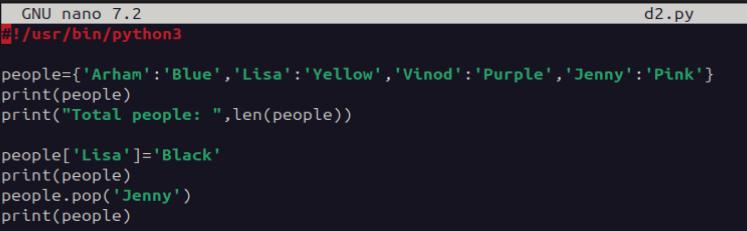 GNU nano 7.2 d2.py
#!/usr/bin/python3
people={'Arham':'Blue','Lisa':'Yellow','Vinod':'Purple','Jenny':'Pink'}
print(people)
print("Total people: ",len(people))
people['Lisa']='Black'
print(people)
people.pop('Jenny')
print(people)